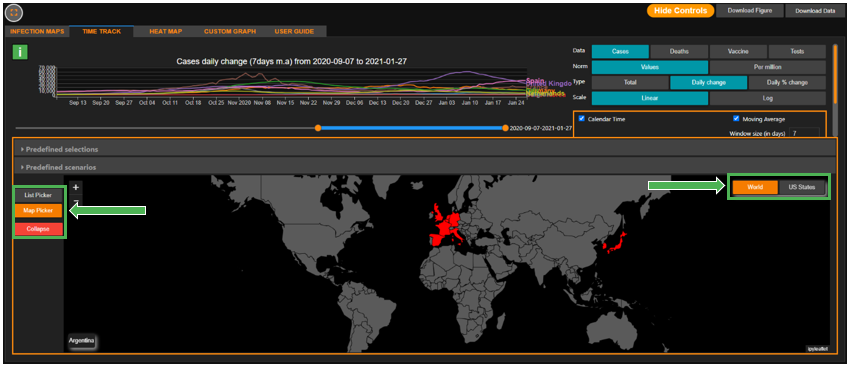 Hide Controls
Download Figure
Download Data
INFECTION MAPS
TIME TRACK
HEAT MAP
CUSTOM GRAPH
USER GUIDE
i
Cases daily change (7days m.a) from 2020-09-07 to 2021-01-27
70,000
10,000
0
Spain
United Kingdo
Netherlands
Sep 13 Sep 20 Sep 27 Oct 04 Oct 11 Oct 18 Oct 25 Nov 2020 Nov 08 Nov 15 Nov 22 Nov 29 Dec 06 Dec 13 Dec 20 Dec 27 Jan 03 Jan 10 Jan 17 Jan 24
2020-09-07-2021-01-27
Data Cases Deaths Vaccine Tests
Norm Values Per million
Type Total Daily change Daily % change
Scale Linear Log
Calendar Time Moving Average
Window size (in days) 7
Predefined selections
Predefined scenarios
List Picker
Map Picker
Collapse
+
World US States
Argentina
ipyleaflet